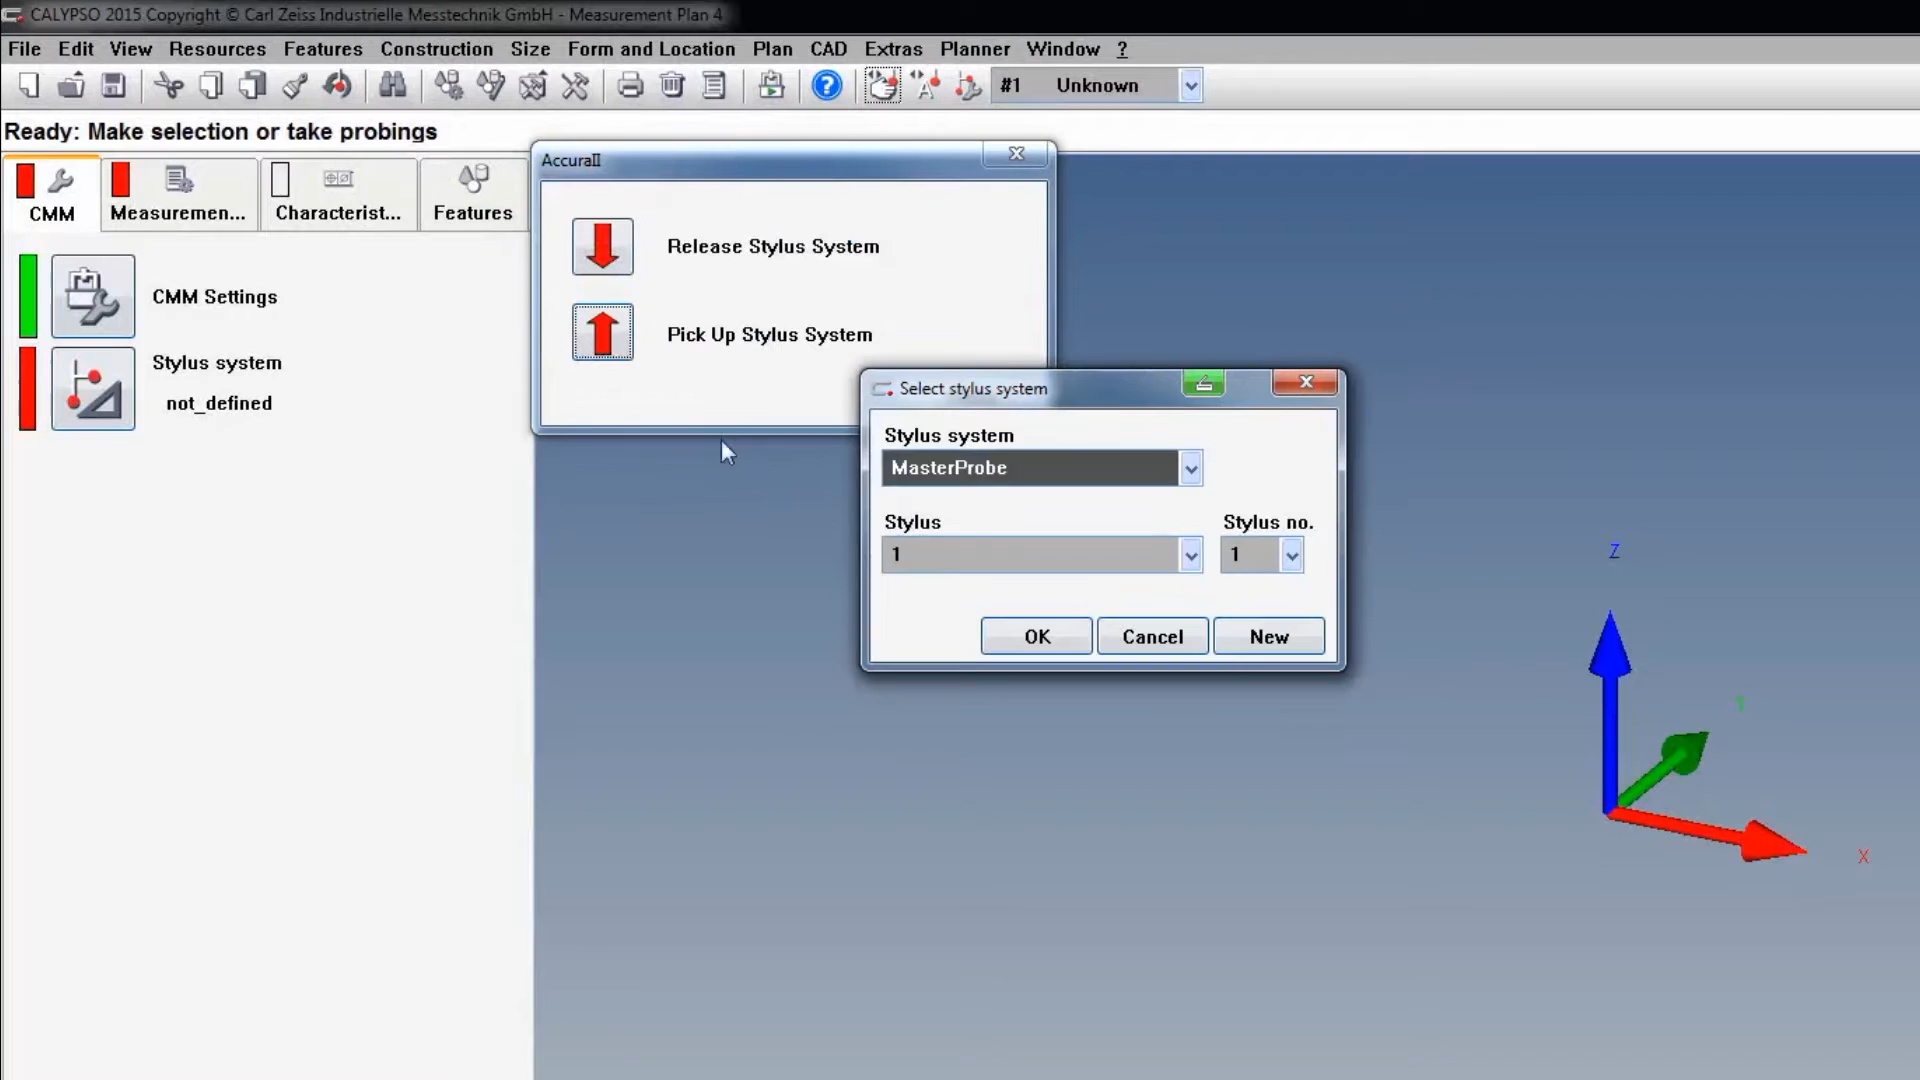 CALYPSO 2015 Copyright © Carl Zeiss Industrielle Messtechnik GmbH - Measurement Plan 4
File Edit View Resources Features Construction Size Form and Location Plan CAD Extras Planner Window ?
#1 Unknown
Ready: Make selection or take probings
AccuraII
CMM
Measuremen...
Characterist...
Features
Release Stylus System
CMM Settings
Pick Up Stylus System
Stylus system
not_defined
Select stylus system
Stylus system
MasterProbe
Stylus Stylus no.
1 1
OK Cancel New
Z
X